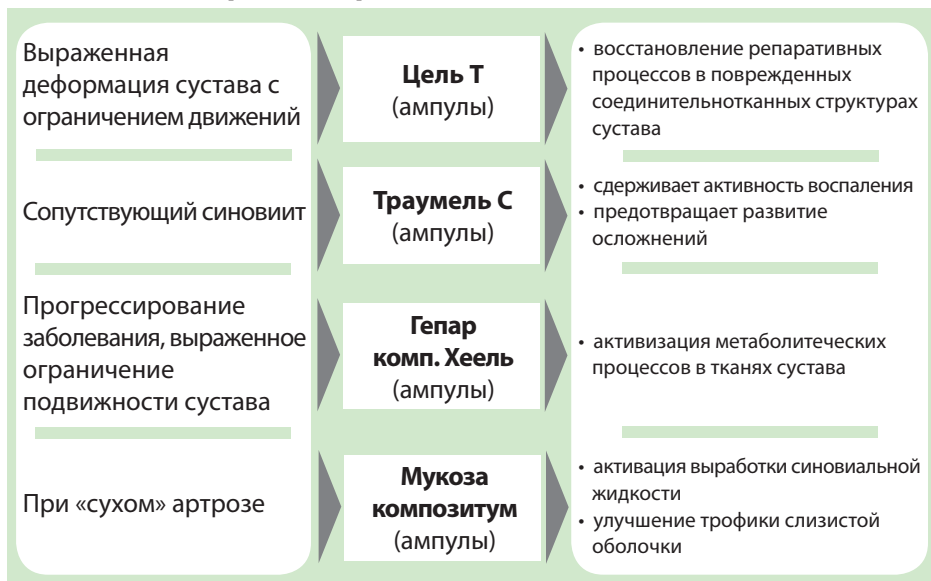 Выраженная
деформация сустава с
ограничением движений
Цель Т
(ампулы)
• восстановление репаративных
процессов в поврежденных
соединительнотканных структурах
сустава
Сопутствующий синовиит
Траумель С
(ампулы)
• сдерживает активность воспаления
• предотвращает развитие
осложнений
Прогрессирование
заболевания, выраженное
ограничение
подвижности сустава
Гепар
комп. Хеель
(ампулы)
• активизация метаболитеческих
процессов в тканях сустава
При «сухом» артрозе
Мукоза
композитум
(ампулы)
• активация выработки синовиальной
жидкости
• улучшение трофики слизистой
оболочки